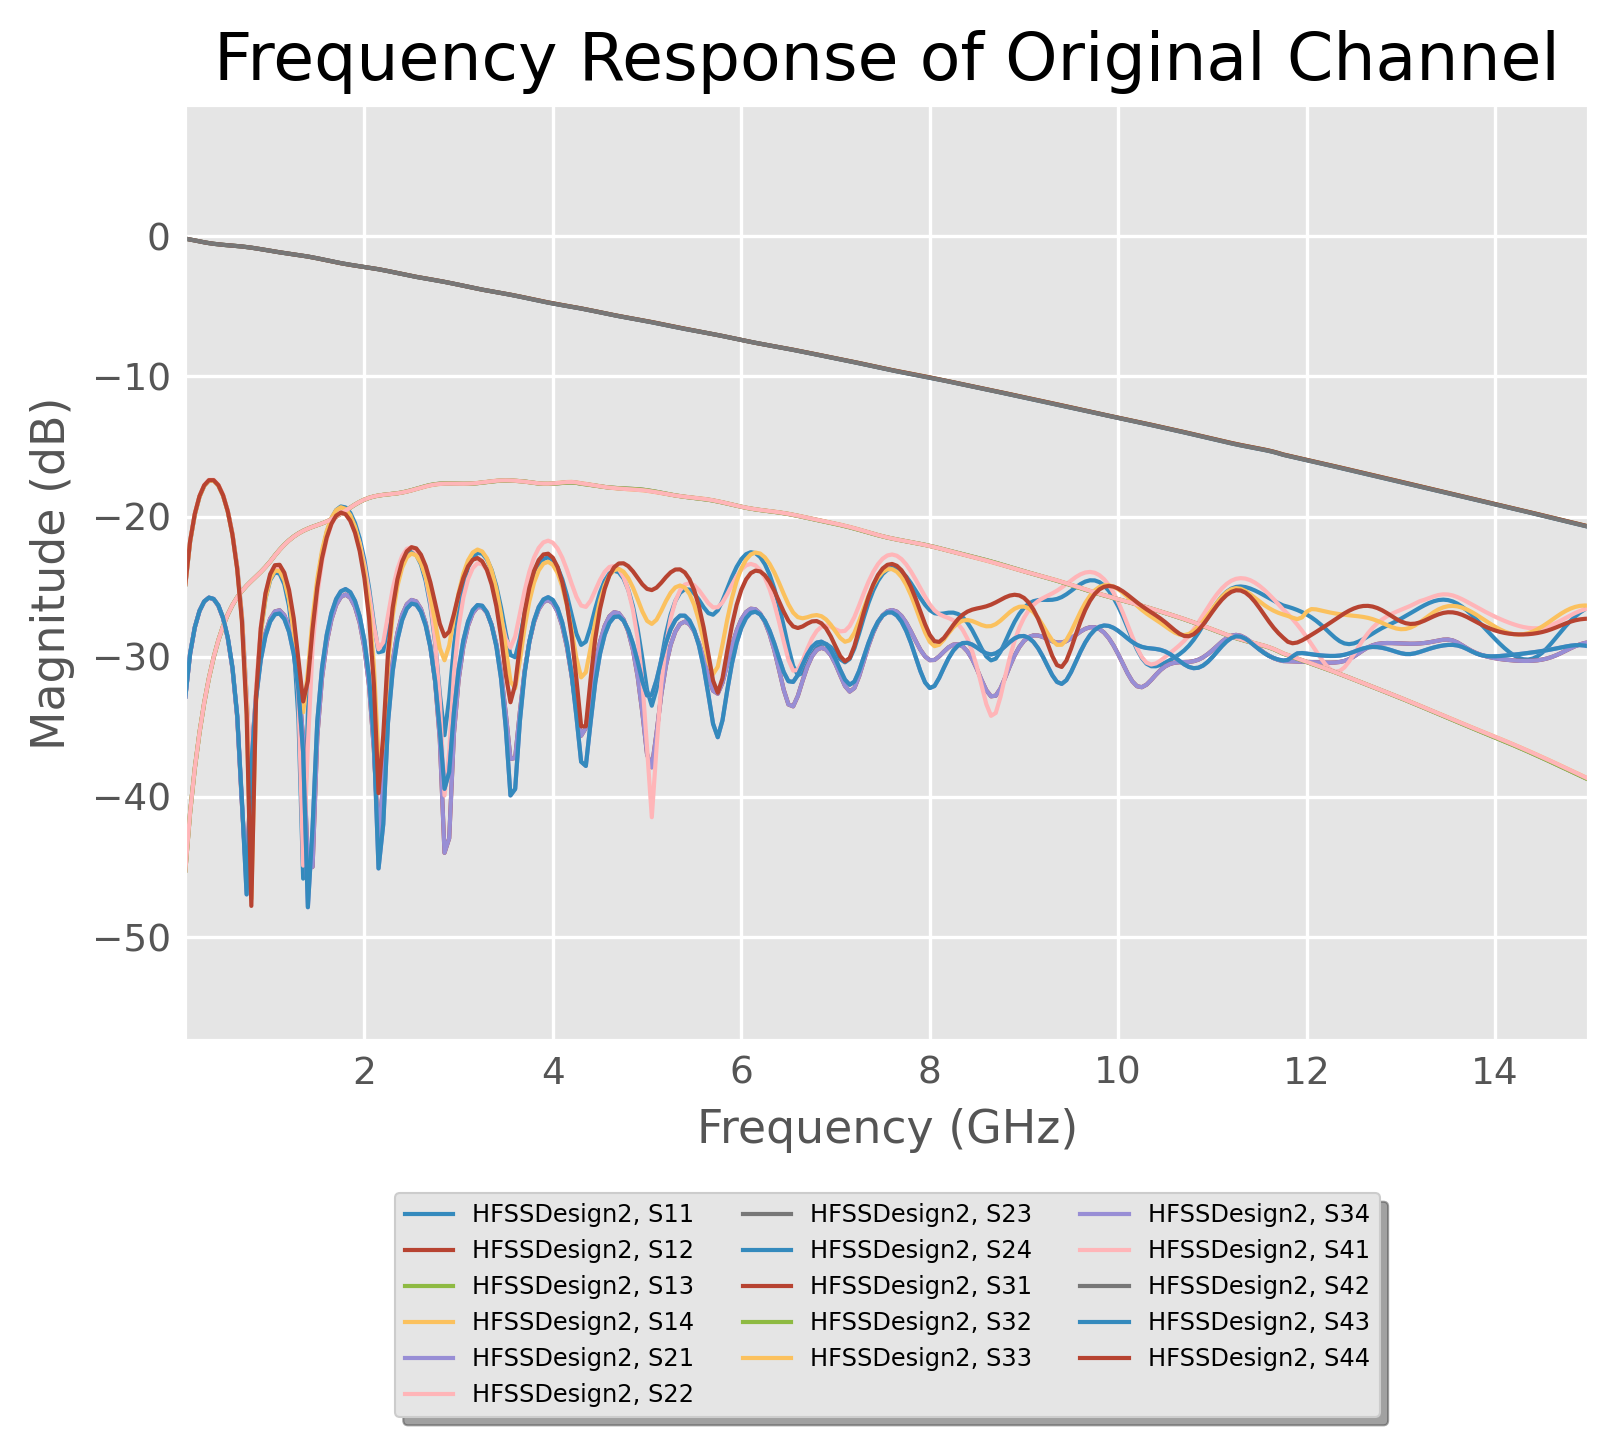 Frequency Response of Original Channel
Magnitude (dB)
0
−10
−20
−30
−40
−50
2 4 6 8 10 12 14
Frequency (GHz)
HFSSDesign2, S11
HFSSDesign2, S12
HFSSDesign2, S13
HFSSDesign2, S14
HFSSDesign2, S21
HFSSDesign2, S22
HFSSDesign2, S23
HFSSDesign2, S24
HFSSDesign2, S31
HFSSDesign2, S32
HFSSDesign2, S33
HFSSDesign2, S34
HFSSDesign2, S41
HFSSDesign2, S42
HFSSDesign2, S43
HFSSDesign2, S44